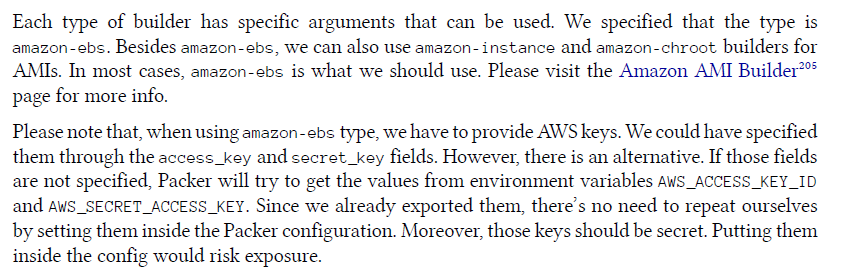 Each type of builder has specific arguments that can be used. We specified that the type is
amazon-ebs. Besides amazon-ebs, we can also use amazon-instance and amazon-chroot builders for
AMIs. In most cases, amazon-ebs is what we should use. Please visit the Amazon AMI Builder²⁰⁵
page for more info.
Please note that, when using amazon-ebs type, we have to provide AWS keys. We could have specified
them through the access_key and secret_key fields. However, there is an alternative. If those fields
are not specified, Packer will try to get the values from environment variables AWS_ACCESS_KEY_ID
and AWS_SECRET_ACCESS_KEY. Since we already exported them, there's no need to repeat ourselves
by setting them inside the Packer configuration. Moreover, those keys should be secret. Putting them
inside the config would risk exposure.